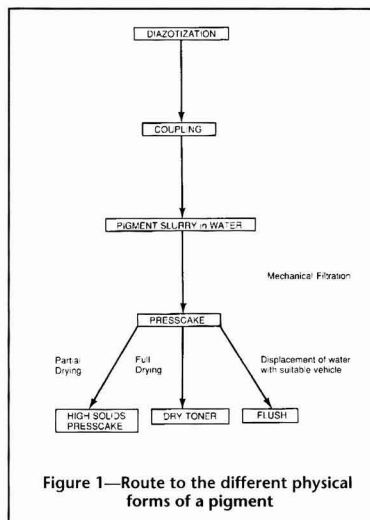 DIAZOTIZATION
COUPLING
PIGMENT SLURRY in WATER
Mechanical Filtration
PRESSCAKE
Partial
Drying
Full
Drying
Displacement of water
with suitable vehicle
HIGH SOLIDS
PRESSCAKE
DRY TONER
FLUSH
Figure 1—Route to the different physical
forms of a pigment